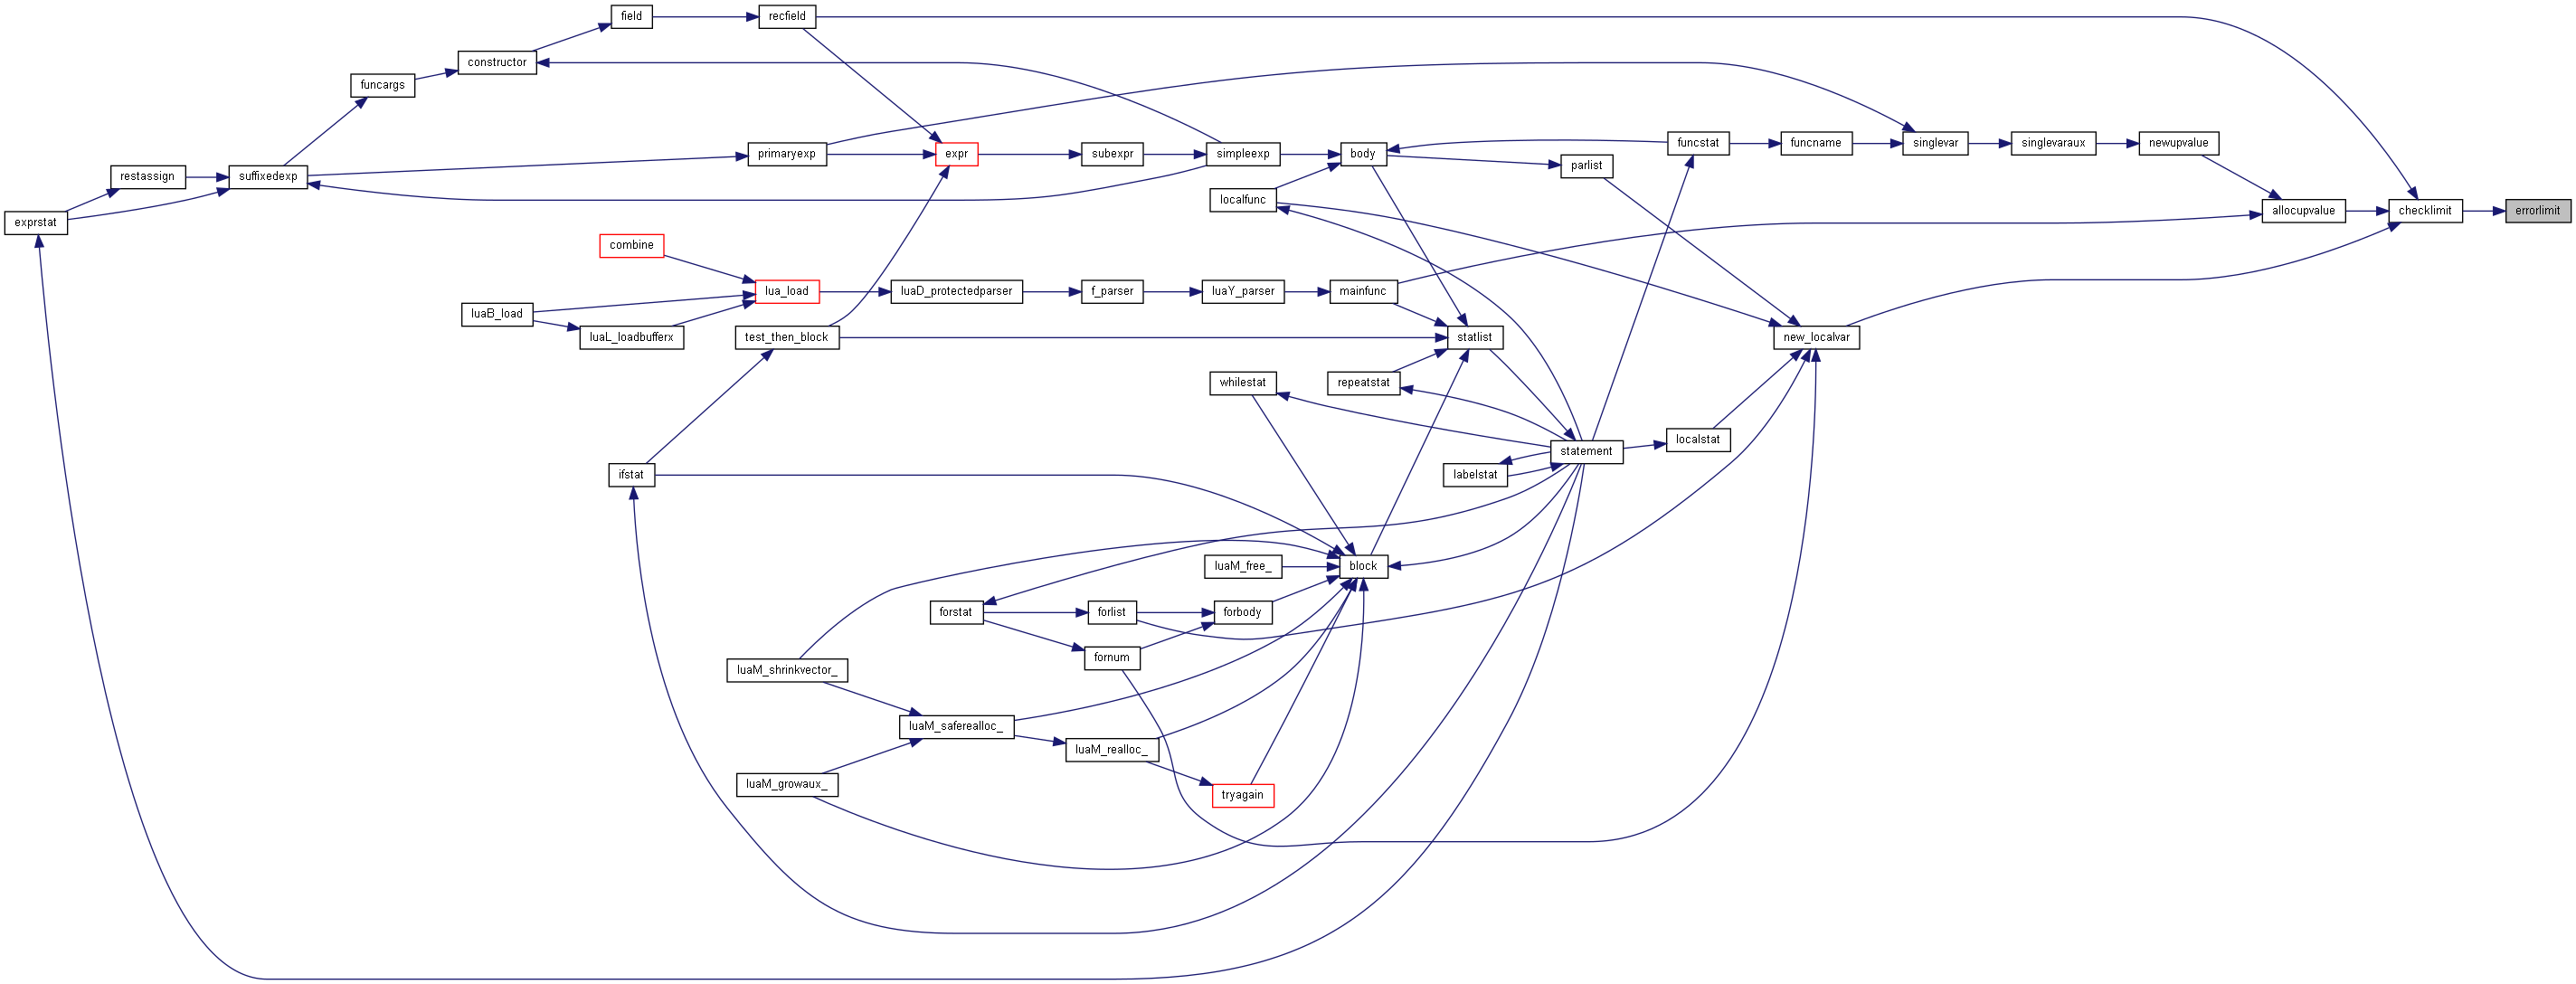 field
recfield
constructor
funcargs
primaryexp
expr
subexpr
simpleexp
body
funcstat
funcname
singlevar
singlevaraux
newupvalue
parlist
restassign
suffixedexp
localfunc
exprstat
allocupvalue
checklimit
errorlimit
combine
lua_load
luaD_protectedparser
f_parser
luaY_parser
mainfunc
luaB_load
luaL_loadbufferx
test_then_block
statlist
new_localvar
whilestat
repeatstat
localstat
statement
ifstat
labelstat
luaM_free_
block
forstat
forlist
forbody
fornum
luaM_shrinkvector_
luaM_saferealloc_
luaM_realloc_
luaM_growaux_
tryagain